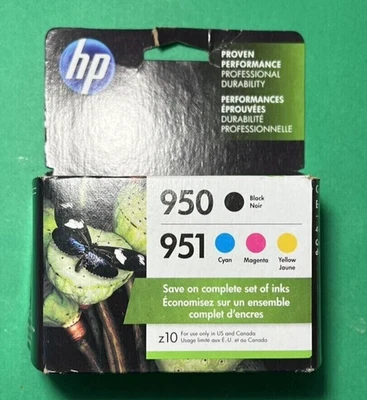 hp
PROVEN
PERFORMANCE
PROFESSIONAL
DURABILITY
PERFORMANCES
ÉPROUVÉES
DURABILITÉ
PROFESSIONNELLE
950 Black
Noir
951 Cyan Magenta Yellow
Jaune
Save on complete set of inks
Économisez sur un ensemble
complet d'encres
z10 For use only in US and Canada
Usage limité aux É. U. et au Canada